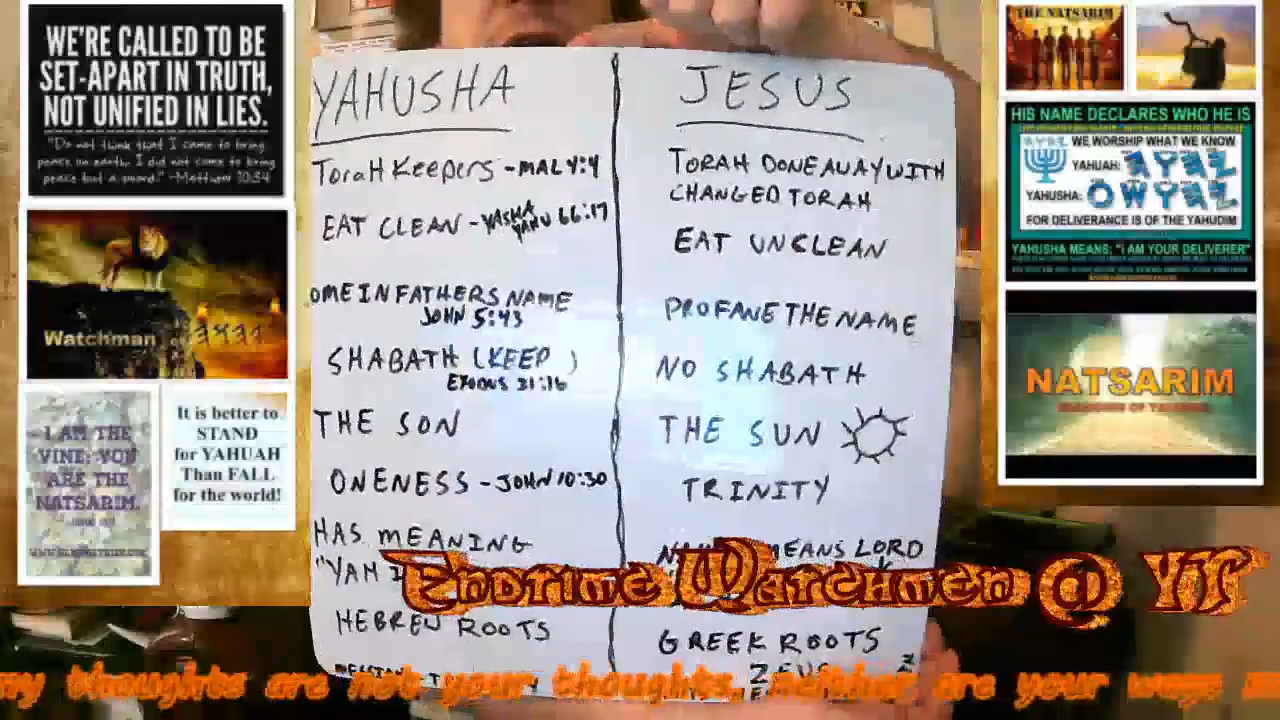 WE'RE CALLED TO BE
SET-APART IN TRUTH,
NOT UNIFIED IN LIES.
"Do not think that I came to bring
peace on earth. I did not come to bring
peace but a sword." -Matthew 10:34
Watchman
I AM THE
VINE; YOU
ARE THE
NATSARIM.
It is better to
STAND
for YAHUAH
Than FALL
for the world!
YAHUSHA
ToraH Keepers - MAL 4:4
EAT CLEAN - YASHA
YAHU 66:17
OME IN FATHERS NAME
JOHN 5:43
SHABATH (KEEP )
EXODUS 31:16
THE SON
ONENESS - JOHN 10:30
HAS MEANING
"YAH
HEBREW ROOTS
JESUS
TORAH DONE AWAY WITH
CHANGED TORAH
EAT UNCLEAN
PROFANE THE NAME
NO SHABATH
THE SUN
TRINITY
MEANS LORD
GREEK ROOTS
ZEUS
THE NATSARIM
HIS NAME DECLARES WHO HE IS
WE WORSHIP WHAT WE KNOW
YAHUAH: 𐤉𐤄𐤅𐤄
YAHUSHA: 𐤉𐤄𐤅𐤔𐤏
FOR DELIVERANCE IS OF THE YAHUDIM
YAHUSHA MEANS: "I AM YOUR DELIVERER"
NATSARIM
Endtime Watchmen @ YT
my thoughts are not your thoughts, neither are your ways